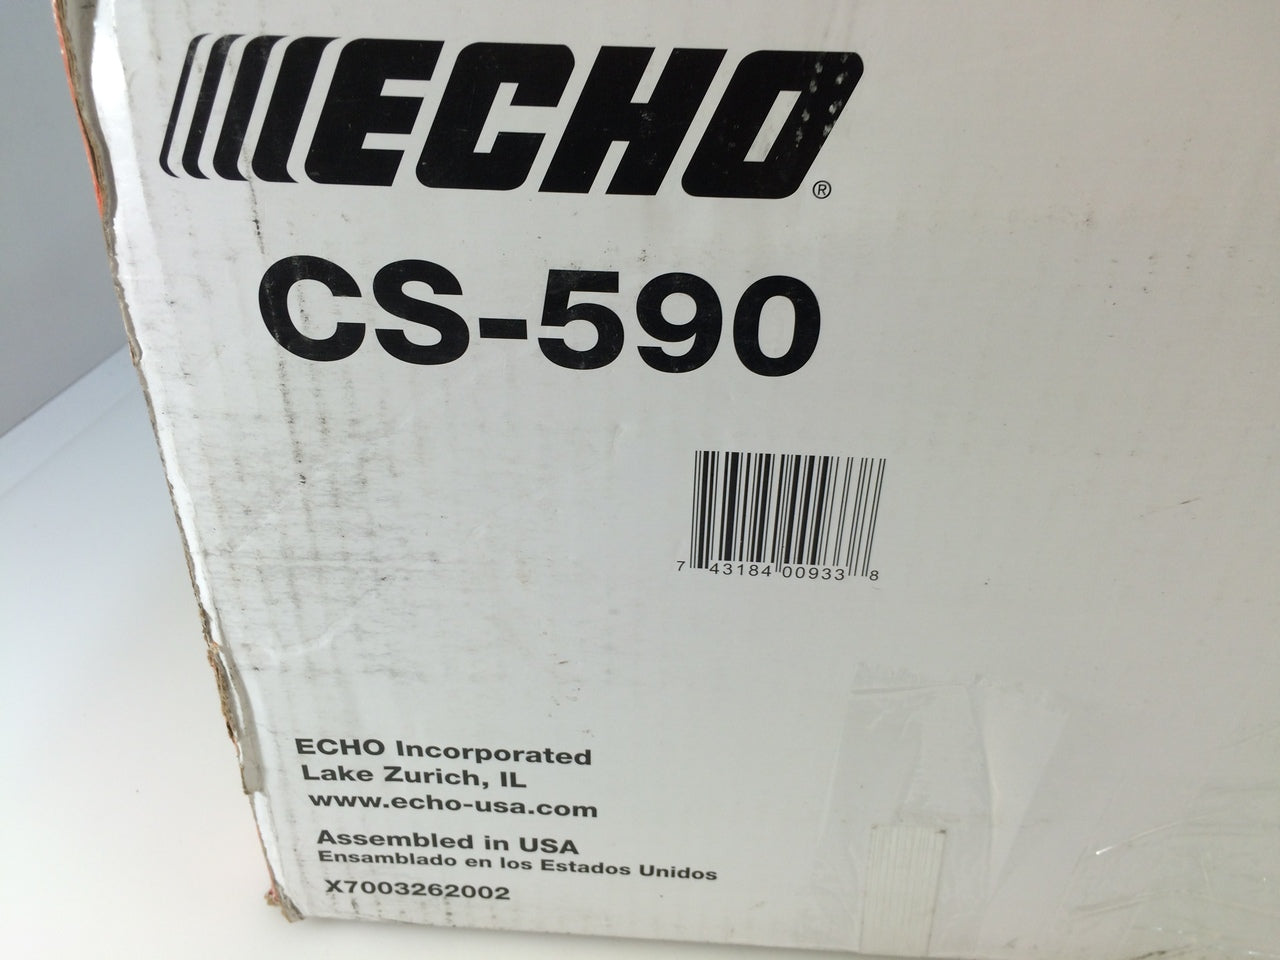 ECHO®
CS-590
7 43184 00933 8
ECHO Incorporated
Lake Zurich, IL
www.echo-usa.com
Assembled in USA
Ensamblado en los Estados Unidos
X7003262002